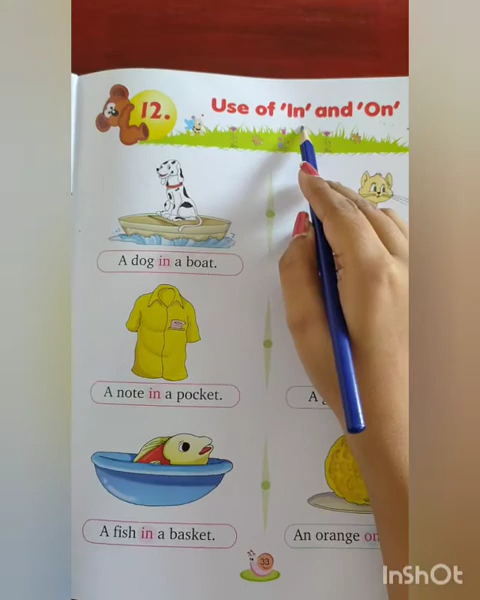 12.
Use of 'In' and 'On'
A dog in a boat.
A note in a pocket.
A
A fish in a basket.
An orange on
33
InShOt